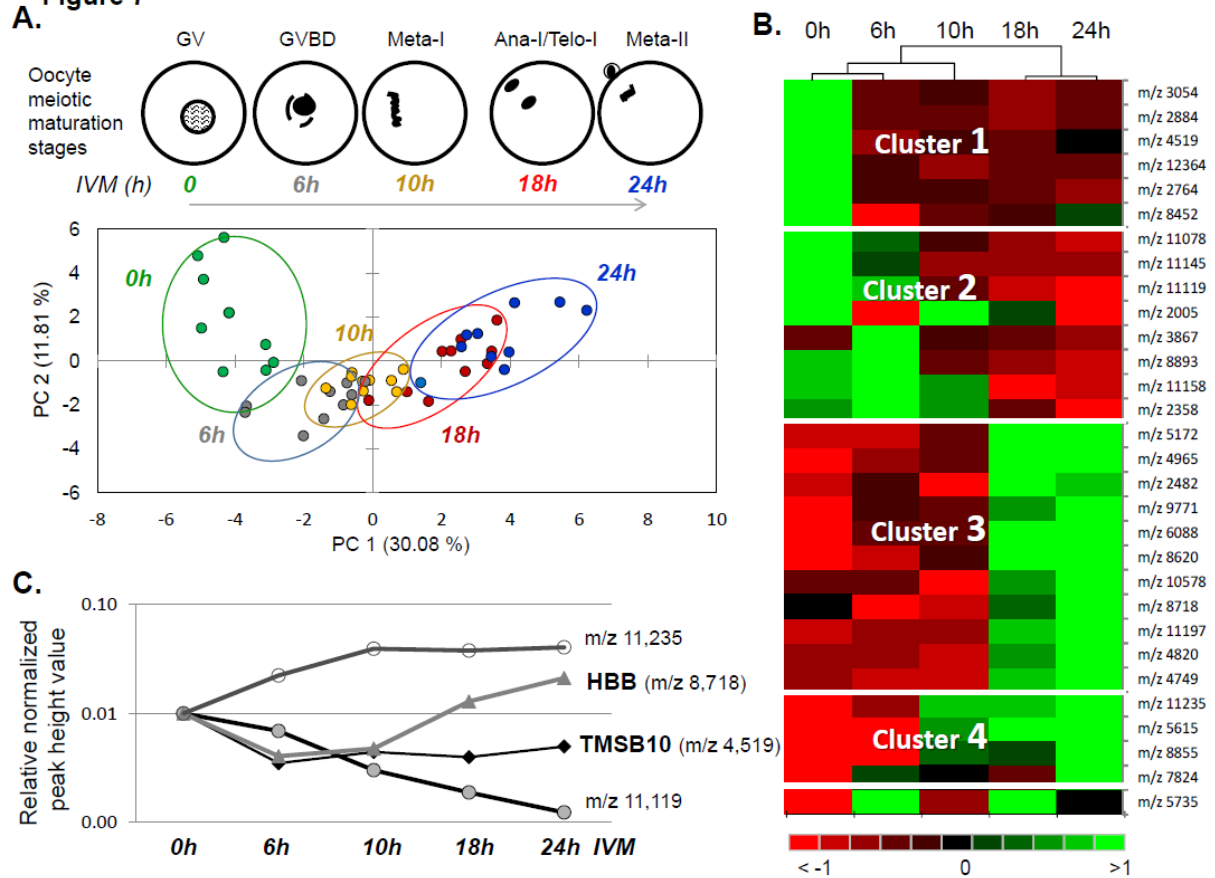 A.
GV GVBD Meta-I Ana-I/Telo-I Meta-II
Oocyte
meiotic
maturation
stages
IVM (h) 0 6h 10h 18h 24h
6
4
2
0
-2
-4
-6
-8 -6 -4 -2 0 2 4 6 8 10
PC 2 (11.81 %)
PC 1 (30.08 %)
0h
6h
10h
18h
24h
C.
Relative normalized
peak height value
0.10
0.01
0.00
m/z 11,235
HBB (m/z 8,718)
TMSB10 (m/z 4,519)
m/z 11,119
0h 6h 10h 18h 24h IVM
B.
0h 6h 10h 18h 24h
Cluster 1
m/z 3054
m/z 2884
m/z 4519
m/z 12364
m/z 2764
m/z 8452
Cluster 2
m/z 11078
m/z 11145
m/z 11119
m/z 2005
m/z 3867
m/z 8893
m/z 11158
m/z 2358
Cluster 3
m/z 5172
m/z 4965
m/z 2482
m/z 9771
m/z 6088
m/z 8620
m/z 10578
m/z 8718
m/z 11197
m/z 4820
m/z 4749
Cluster 4
m/z 11235
m/z 5615
m/z 8855
m/z 7824
m/z 5735
< -1 0 >1